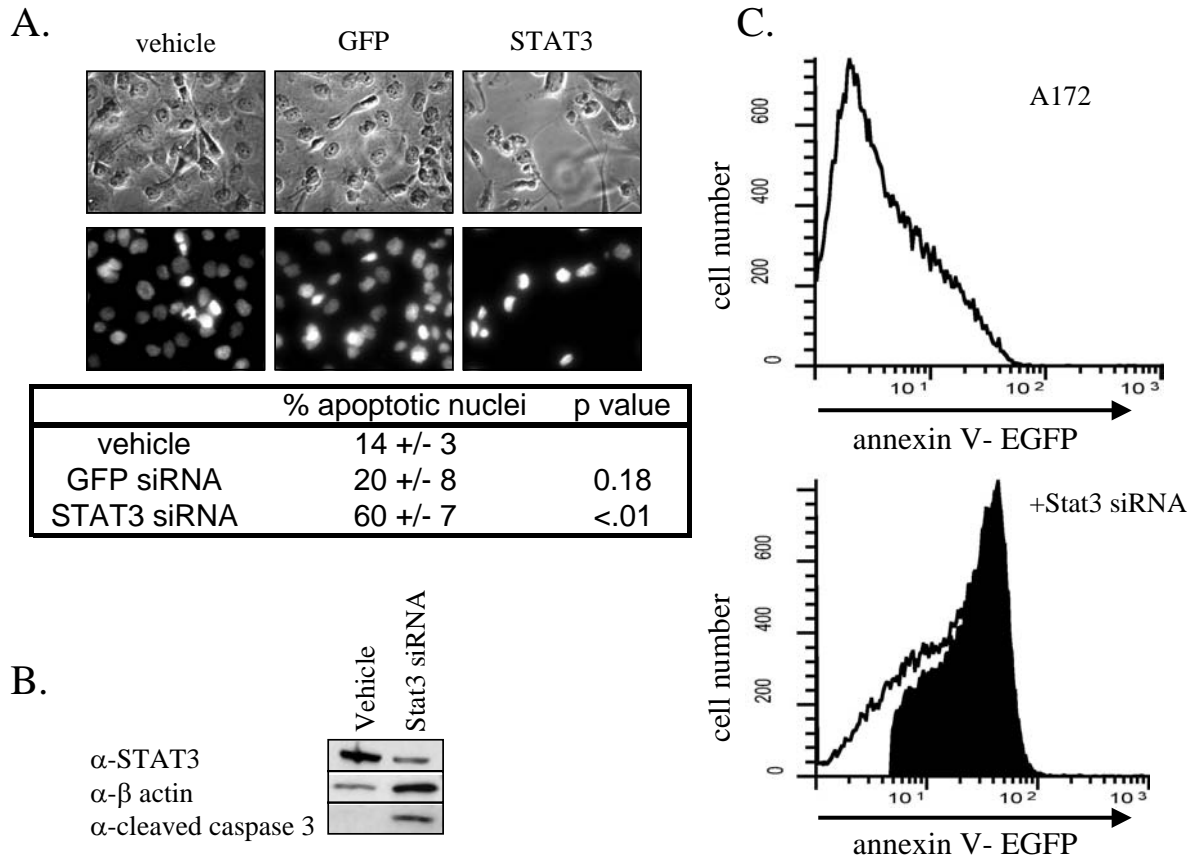 A.
vehicle GFP STAT3
% apoptotic nuclei p value
vehicle 14 +/- 3
GFP siRNA 20 +/- 8 0.18
STAT3 siRNA 60 +/- 7 <.01
B.
Vehicle
Stat3 siRNA
α-STAT3
α-β actin
α-cleaved caspase 3
C.
A172
cell number
600
400
200
0
10¹ 10² 10³
annexin V- EGFP
+Stat3 siRNA
cell number
600
400
200
0
10¹ 10² 10³
annexin V- EGFP